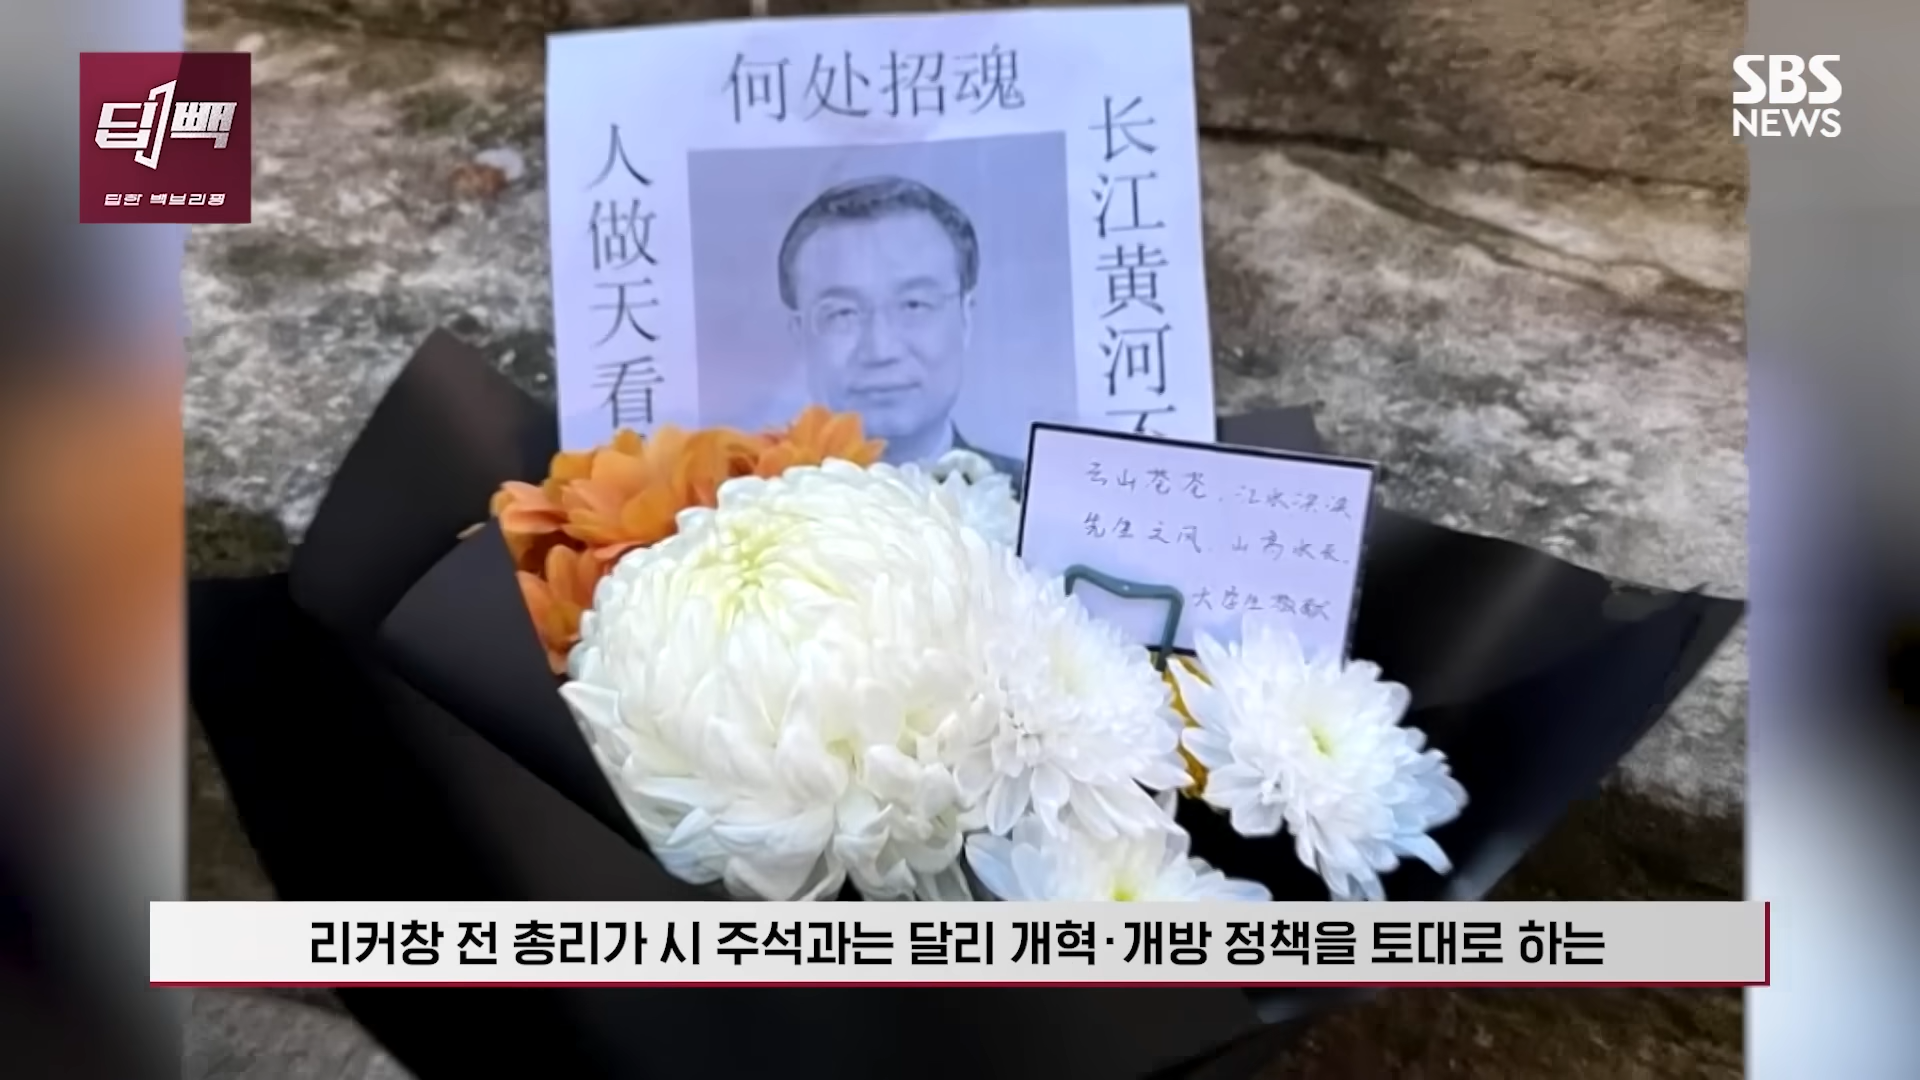 딥빽
딥한 백브리핑
SBS
NEWS
何处招魂
长江黄河不
人做天看
云山苍苍,江水泱泱
先生之风,山高水长.
大学生敬献
리커창 전 총리가 시 주석과는 달리 개혁·개방 정책을 토대로 하는